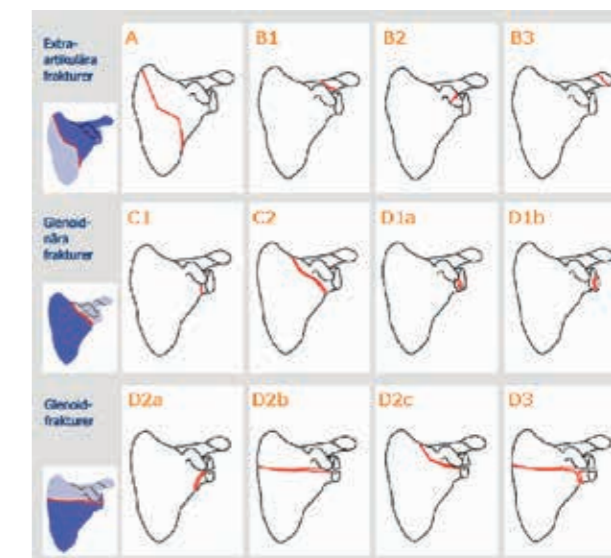 Extra-
artikulära
frakturer
A
B1
B2
B3
Glenoid-
nära
frakturer
C1
C2
D1a
D1b
Glenoid-
frakturer
D2a
D2b
D2c
D3